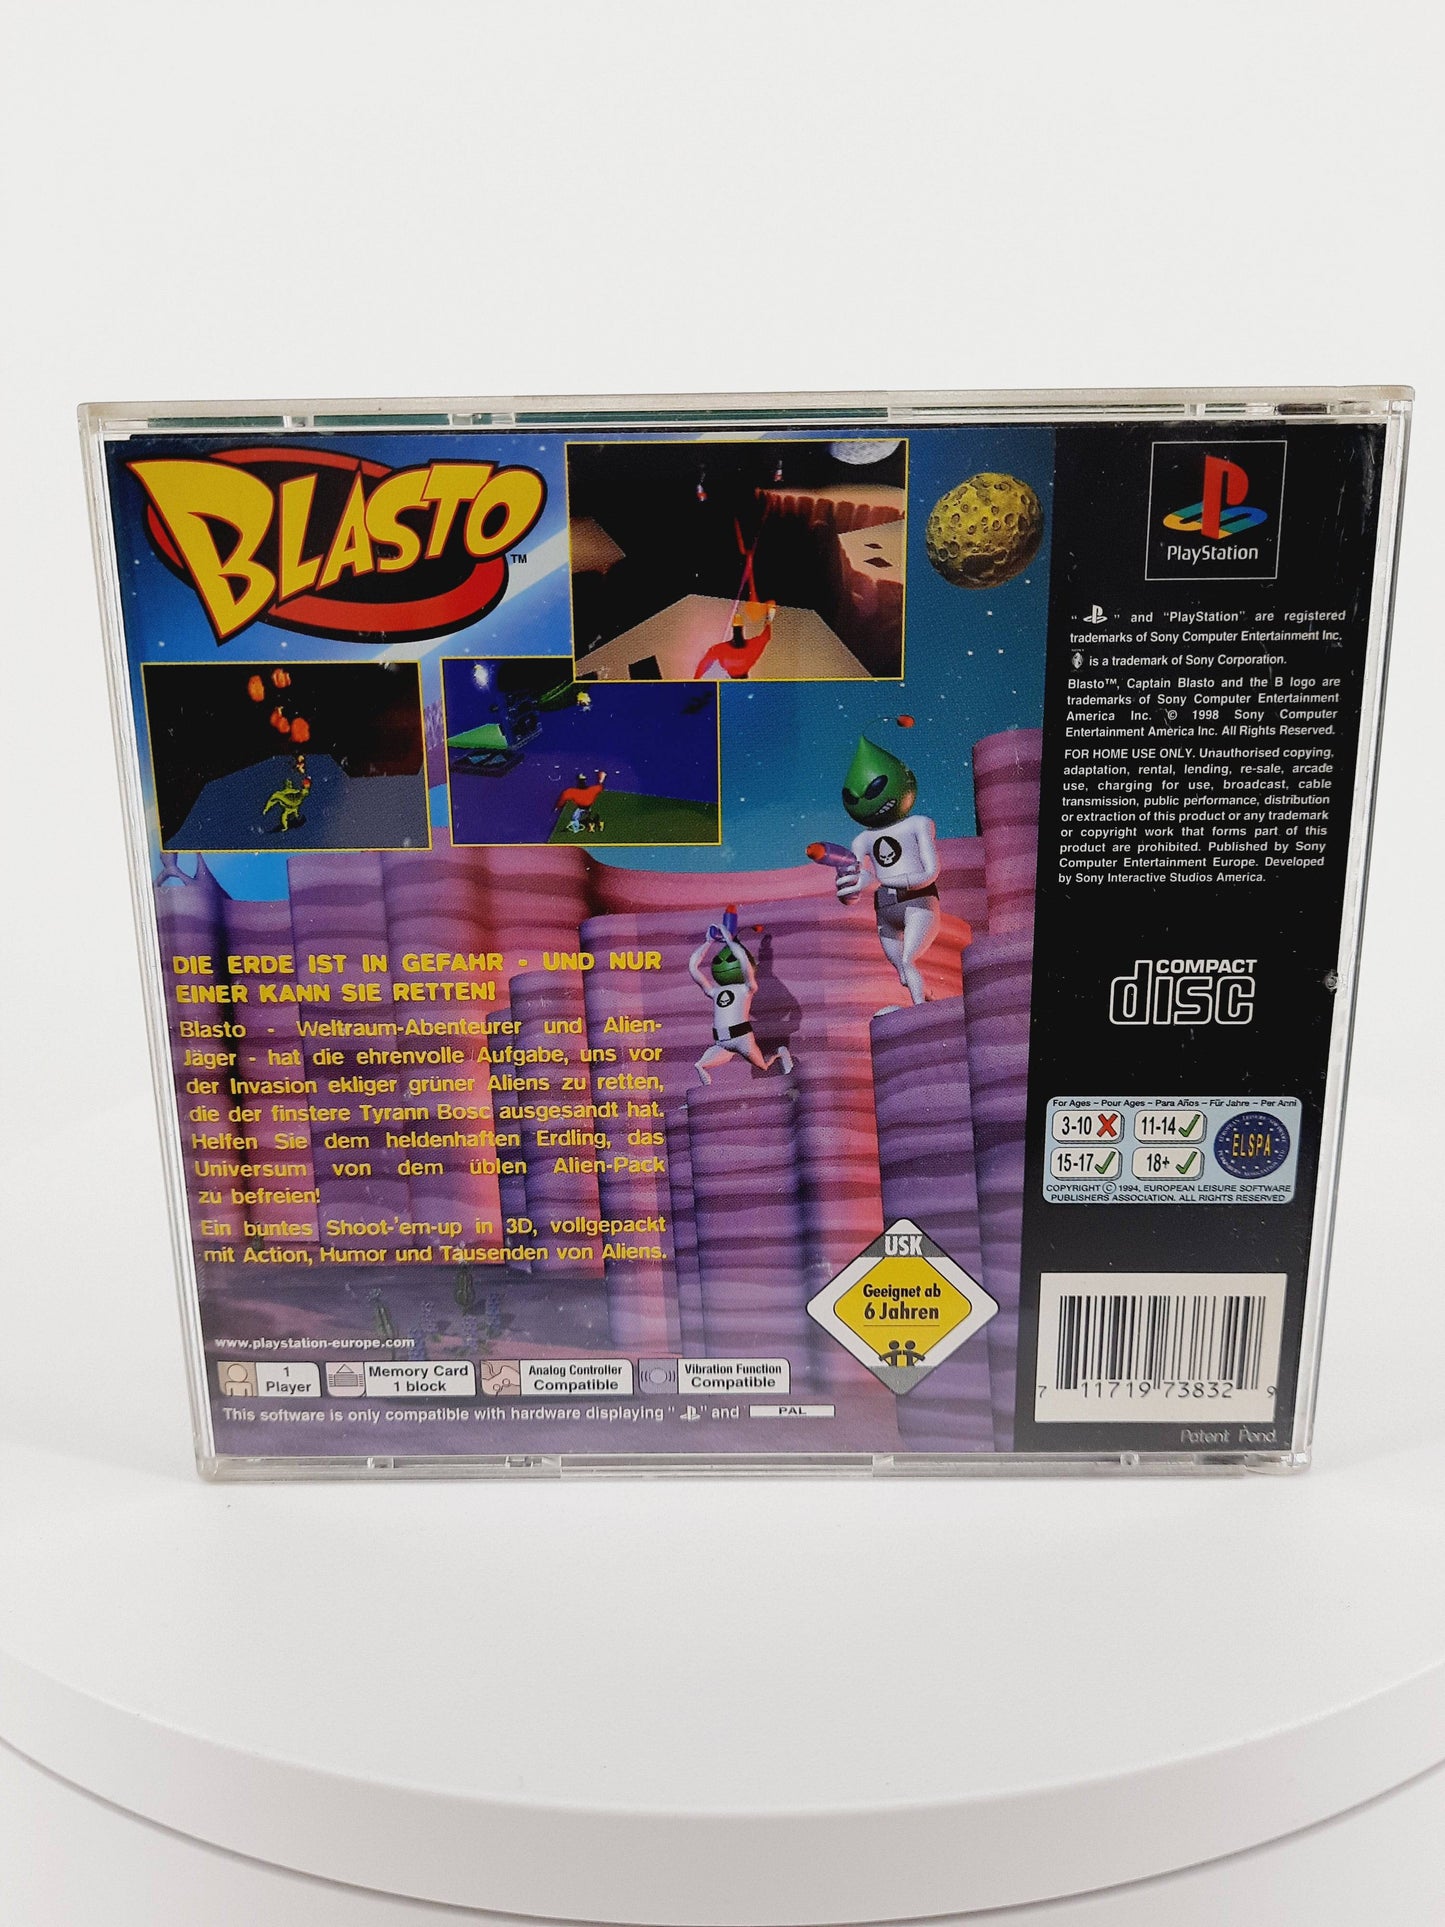 BLASTO
TM
DIE ERDE IST IN GEFAHR - UND NUR
EINER KANN SIE RETTEN!
Blasto - Weltraum-Abenteurer und Alien-
Jäger - hat die ehrenvolle Aufgabe, uns vor
der Invasion ekliger grüner Aliens zu retten,
die der finstere Tyrann Bosc ausgesandt hat.
Helfen Sie dem heldenhaften Erdling, das
Universum von dem üblen Alien-Pack
zu befreien!
Ein buntes Shoot-'em-up in 3D, vollgepackt
mit Action, Humor und Tausenden von Aliens.
www.playstation-europe.com
1
Player
Memory Card
1 block
Analog Controller
Compatible
Vibration Function
Compatible
This software is only compatible with hardware displaying " " and PAL
USK
Geeignet ab
6 Jahren
PlayStation
" " and "PlayStation" are registered
trademarks of Sony Computer Entertainment Inc.
is a trademark of Sony Corporation.
Blasto™, Captain Blasto and the B logo are
trademarks of Sony Computer Entertainment
America Inc. © 1998 Sony Computer
Entertainment America Inc. All Rights Reserved.
FOR HOME USE ONLY. Unauthorised copying,
adaptation, rental, lending, re-sale, arcade
use, charging for use, broadcast, cable
transmission, public performance, distribution
or extraction of this product or any trademark
or copyright work that forms part of this
product are prohibited. Published by Sony
Computer Entertainment Europe. Developed
by Sony Interactive Studios America.
COMPACT
disc
For Ages - Pour Ages - Para Años - Für Jahre - Per Anni
3-10 11-14
15-17 18+
ELSPA
COPYRIGHT © 1994, EUROPEAN LEISURE SOFTWARE
PUBLISHERS ASSOCIATION. ALL RIGHTS RESERVED
7 11719 73832 9
Patent Pend.